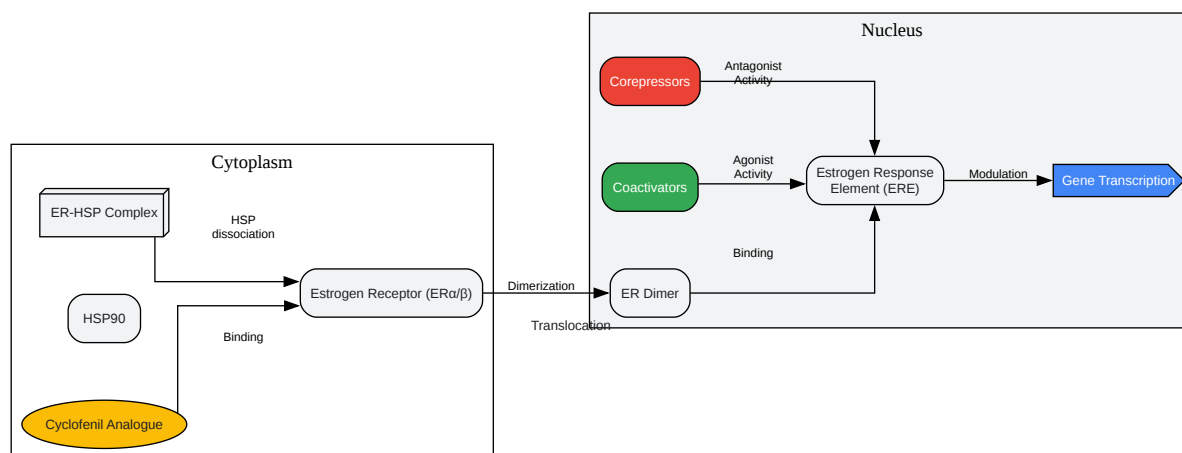 Nucleus
Antagonist
Activity
Corepressors
Cytoplasm
Agonist
Activity
Coactivators
Estrogen Response
Element (ERE)
Modulation
Gene Transcription
ER-HSP Complex
HSP
dissociation
Binding
Estrogen Receptor (ERα/β)
Dimerization
ER Dimer
HSP90
Translocation
Binding
Cyclofenil Analogue